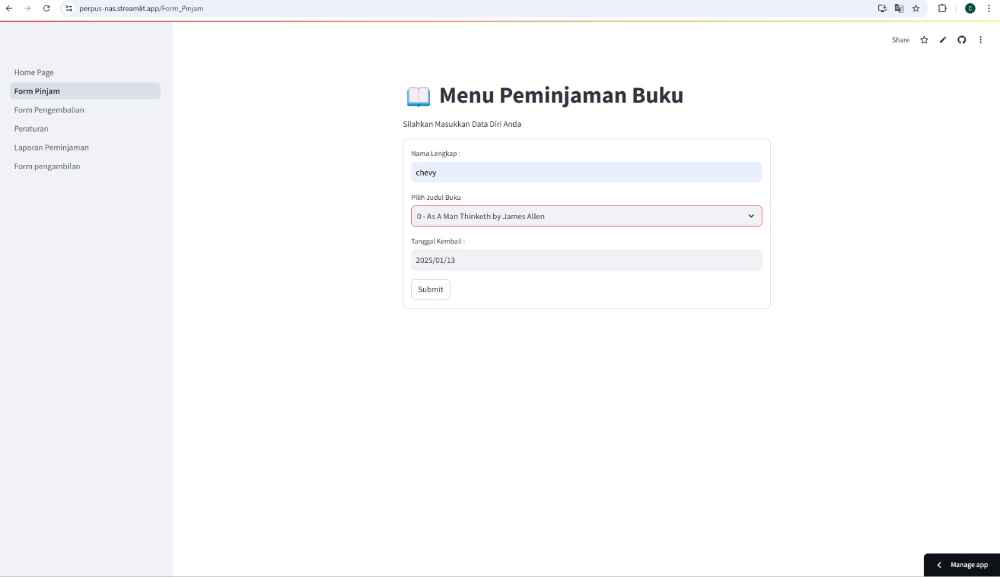 perpus-nas.streamlit.app/Form_Pinjam
C
Share
Home Page
Form Pinjam
Form Pengembalian
Peraturan
Laporan Peminjaman
Form pengambilan
Menu Peminjaman Buku
Silahkan Masukkan Data Diri Anda
Nama Lengkap :
chevy
Pilih Judul Buku
0 - As A Man Thinketh by James Allen
Tanggal Kembali :
2025/01/13
Submit
Manage app